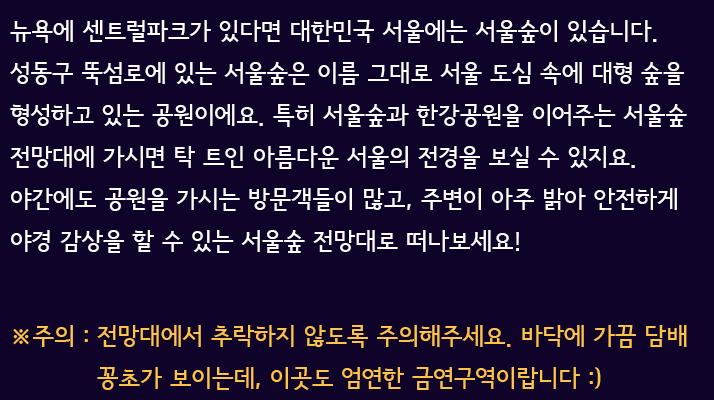 뉴욕에 센트럴파크가 있다면 대한민국 서울에는 서울숲이 있습니다.
성동구 뚝섬로에 있는 서울숲은 이름 그대로 서울 도심 속에 대형 숲을
형성하고 있는 공원이에요. 특히 서울숲과 한강공원을 이어주는 서울숲
전망대에 가시면 탁 트인 아름다운 서울의 전경을 보실 수 있지요.
야간에도 공원을 가시는 방문객들이 많고, 주변이 아주 밝아 안전하게
야경 감상을 할 수 있는 서울숲 전망대로 떠나보세요!
※주의 : 전망대에서 추락하지 않도록 주의해주세요. 바닥에 가끔 담배
꽁초가 보이는데, 이곳도 엄연한 금연구역이랍니다 :)